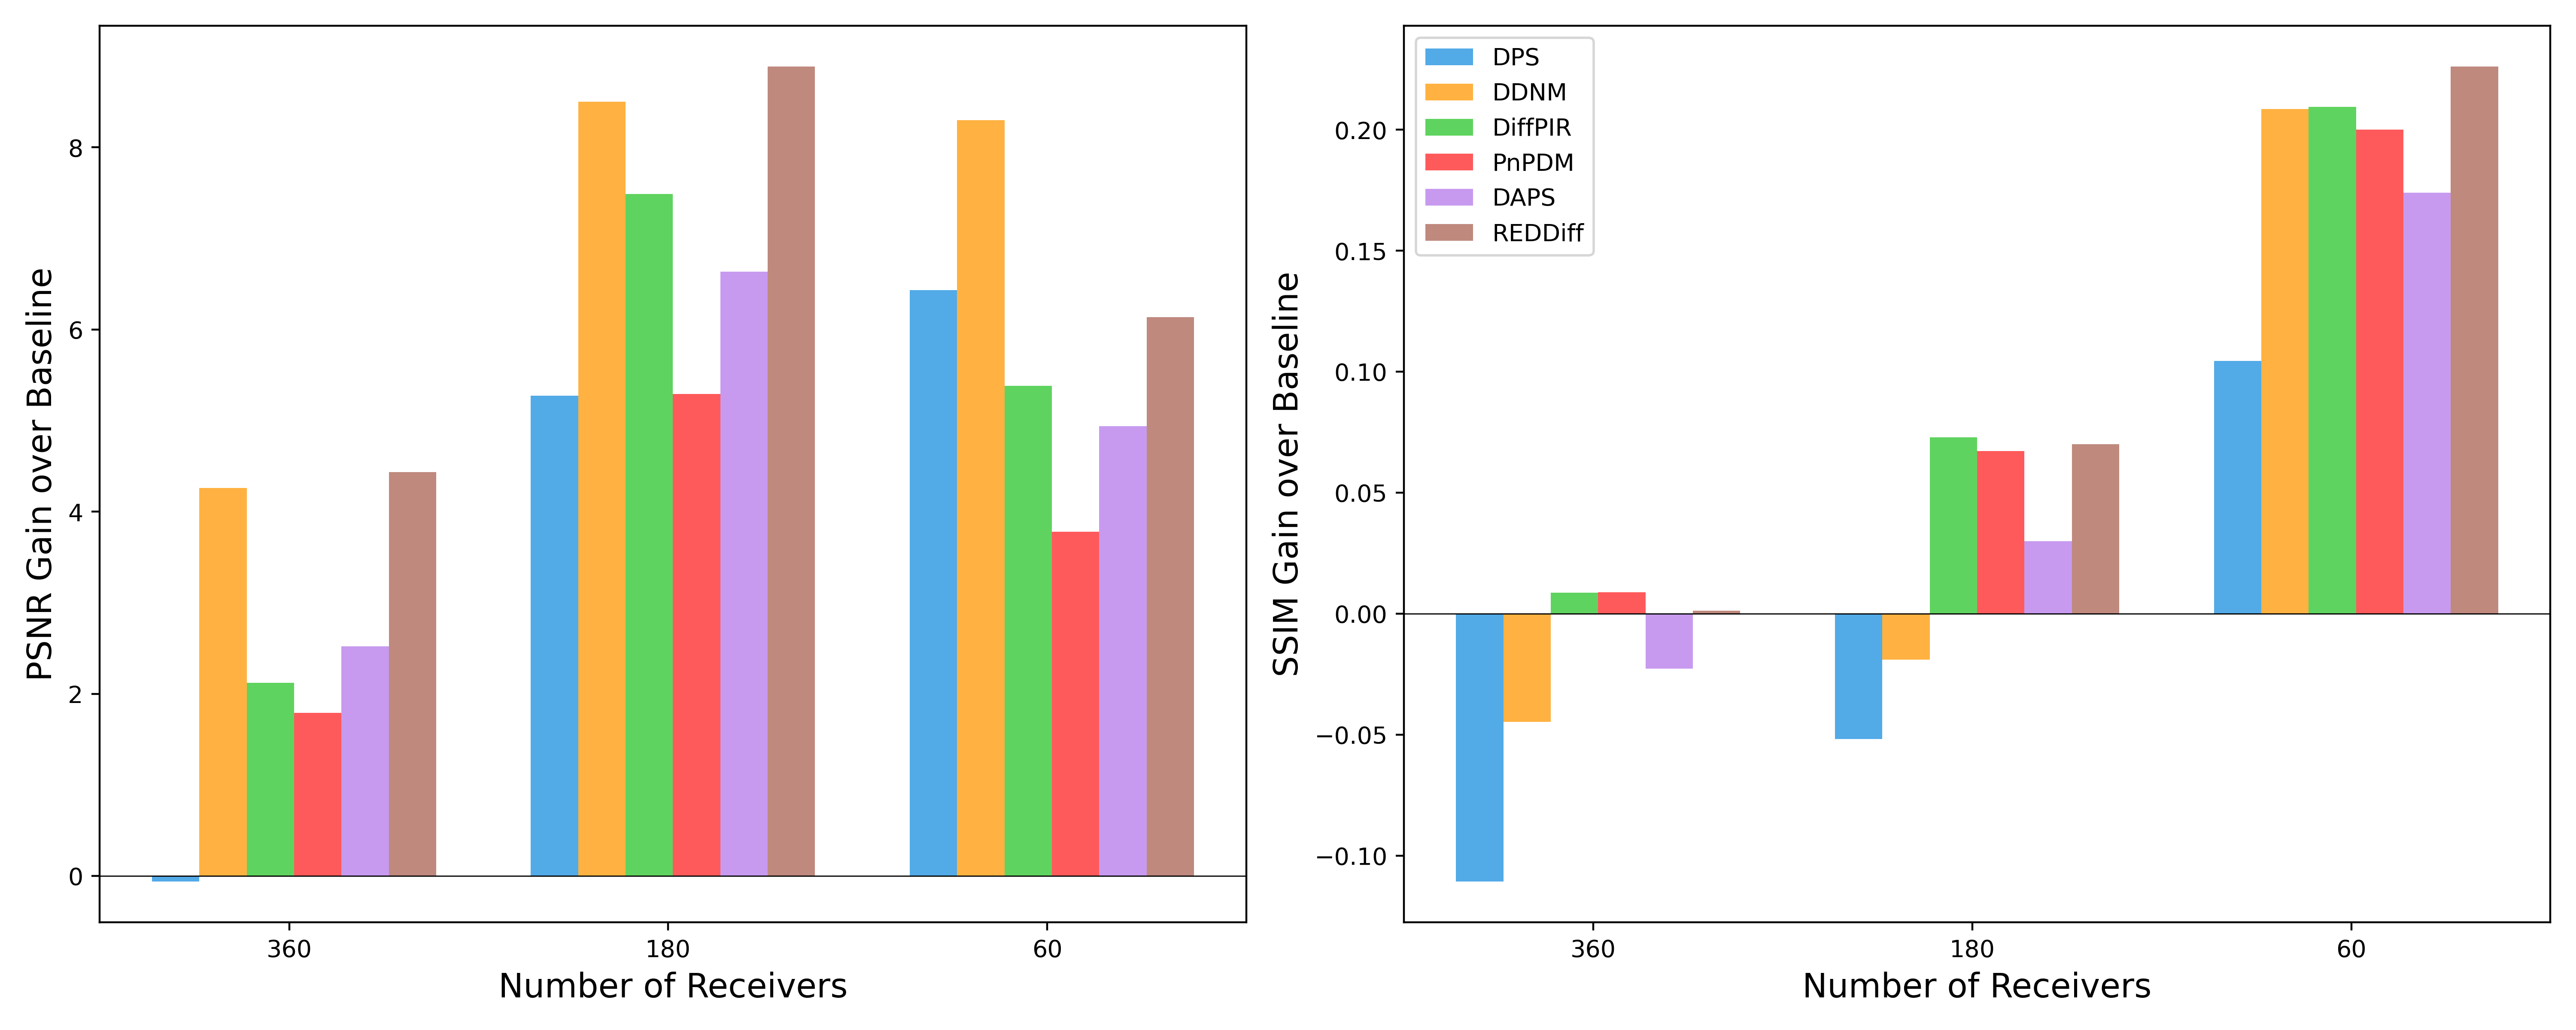 PSNR Gain over Baseline
8
6
4
2
0
360
180
60
Number of Receivers
SSIM Gain over Baseline
0.20
0.15
0.10
0.05
0.00
−0.05
−0.10
DPS
DDNM
DiffPIR
PnPDM
DAPS
REDDiff
360
180
60
Number of Receivers